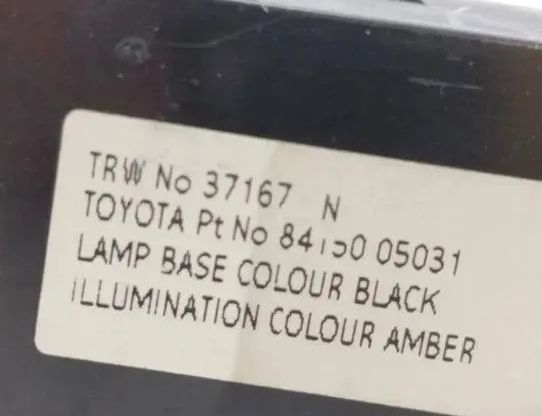 TRW No 37167 N
TOYOTA Pt No 84150 05031
LAMP BASE COLOUR BLACK
ILLUMINATION COLOUR AMBER